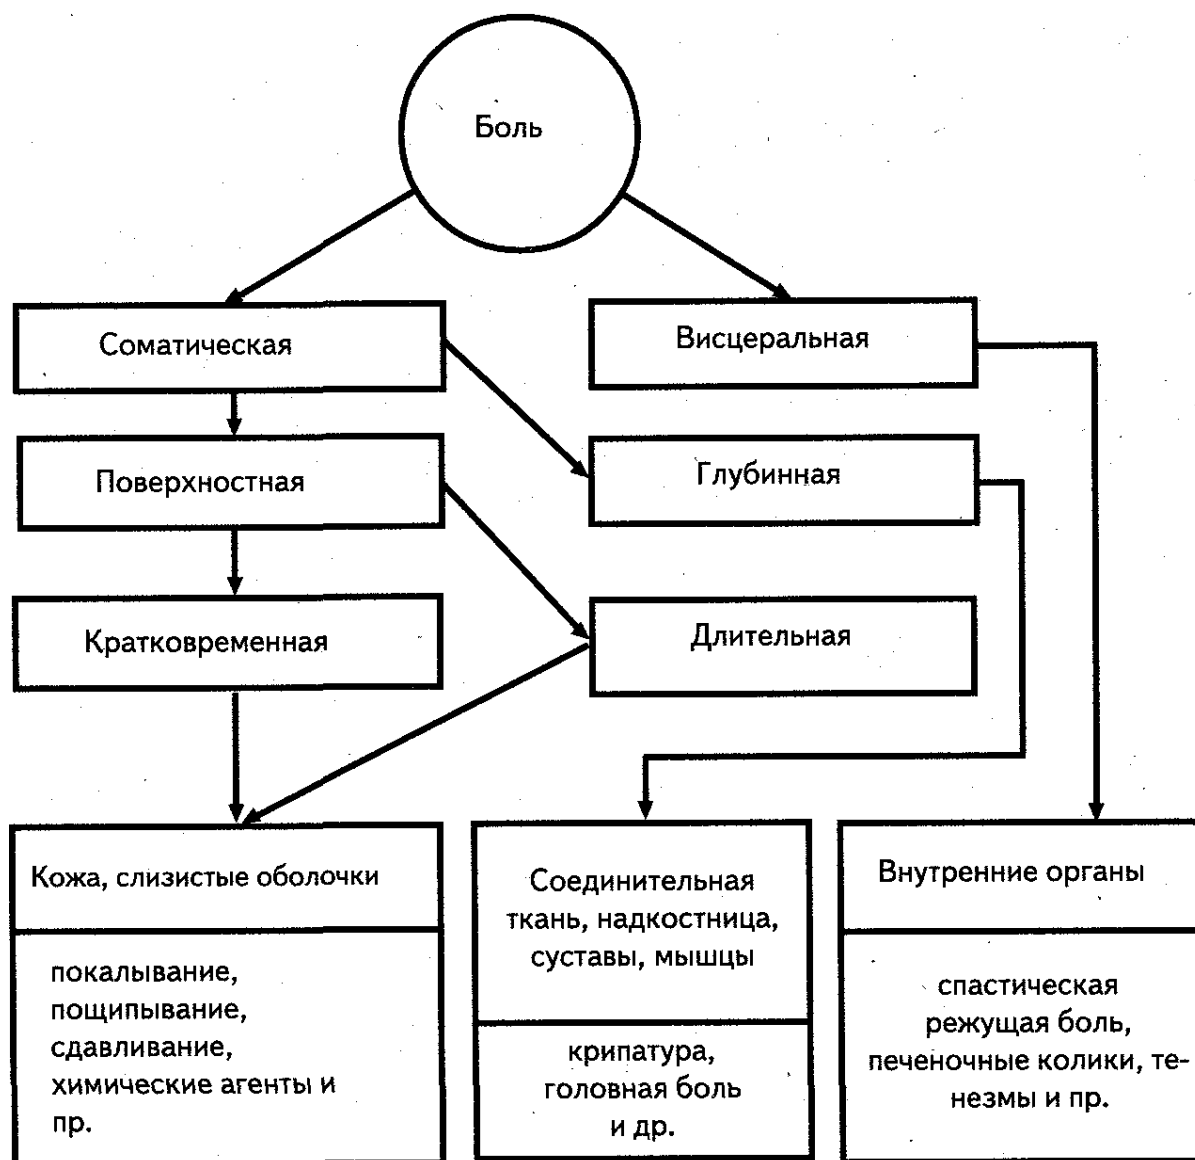 Боль
Соматическая
Висцеральная
Поверхностная
Глубинная
Кратковременная
Длительная
Кожа, слизистые оболочки
покалывание,
пощипывание,
сдавливание,
химические агенты и
пр.
Соединительная
ткань, надкостница,
суставы, мышцы
крипатура,
головная боль
и др.
Внутренние органы
спастическая
режущая боль,
печеночные колики, те-
незмы и пр.